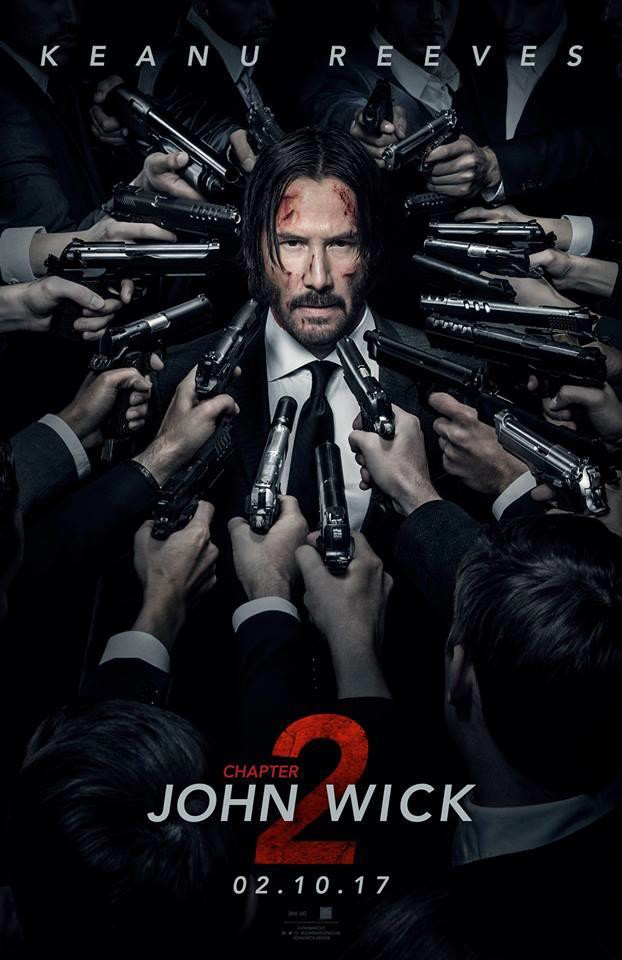 KEANU REEVES
CHAPTER
2
JOHN WICK
02.10.17